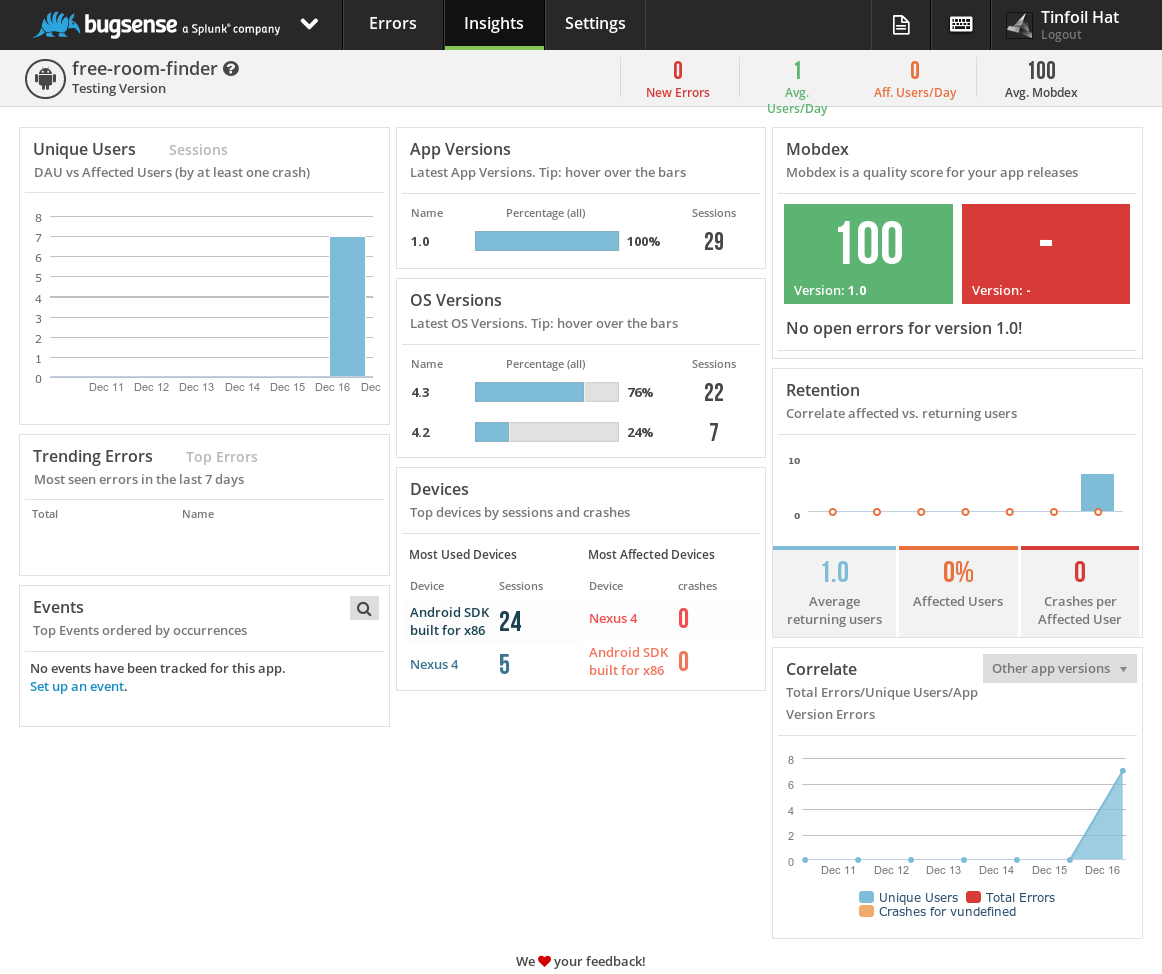 bugsense a Splunk® company
Errors
Insights
Settings
Tinfoil Hat
Logout
free-room-finder
Testing Version
0
New Errors
1
Avg.
Users/Day
0
Aff. Users/Day
100
Avg. Mobdex
Unique Users Sessions
DAU vs Affected Users (by at least one crash)
8
7
6
5
4
3
2
1
0
Dec 11 Dec 12 Dec 13 Dec 14 Dec 15 Dec 16 Dec
Trending Errors Top Errors
Most seen errors in the last 7 days
Total Name
Events
Top Events ordered by occurrences
No events have been tracked for this app.
Set up an event.
App Versions
Latest App Versions. Tip: hover over the bars
Name Percentage (all) Sessions
1.0 100% 29
OS Versions
Latest OS Versions. Tip: hover over the bars
Name Percentage (all) Sessions
4.3 76% 22
4.2 24% 7
Devices
Top devices by sessions and crashes
Most Used Devices
Device Sessions
Android SDK
built for x86 24
Nexus 4 5
Most Affected Devices
Device crashes
Nexus 4 0
Android SDK
built for x86 0
Mobdex
Mobdex is a quality score for your app releases
100
Version: 1.0
-
Version: -
No open errors for version 1.0!
Retention
Correlate affected vs. returning users
10
0
1.0
Average
returning users
0%
Affected Users
0
Crashes per
Affected User
Correlate
Other app versions
Total Errors/Unique Users/App
Version Errors
8
6
4
2
0
Dec 11 Dec 12 Dec 13 Dec 14 Dec 15 Dec 16
Unique Users Total Errors
Crashes for vundefined
We ❤ your feedback!